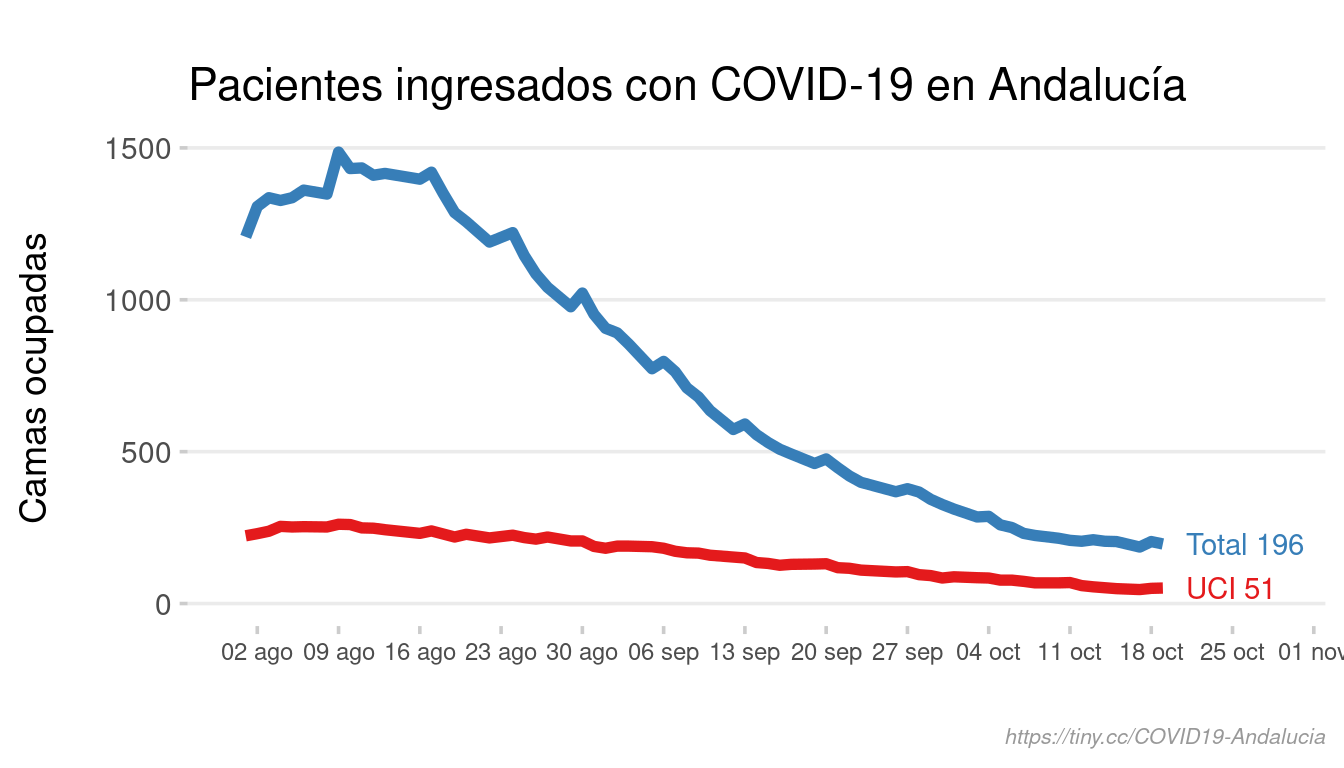 Pacientes ingresados con COVID-19 en Andalucía
Camas ocupadas
1500
1000
500
0
Total 196
UCI 51
02 ago 09 ago 16 ago 23 ago 30 ago 06 sep 13 sep 20 sep 27 sep 04 oct 11 oct 18 oct 25 oct 01 nov
https://tiny.cc/COVID19-Andalucia